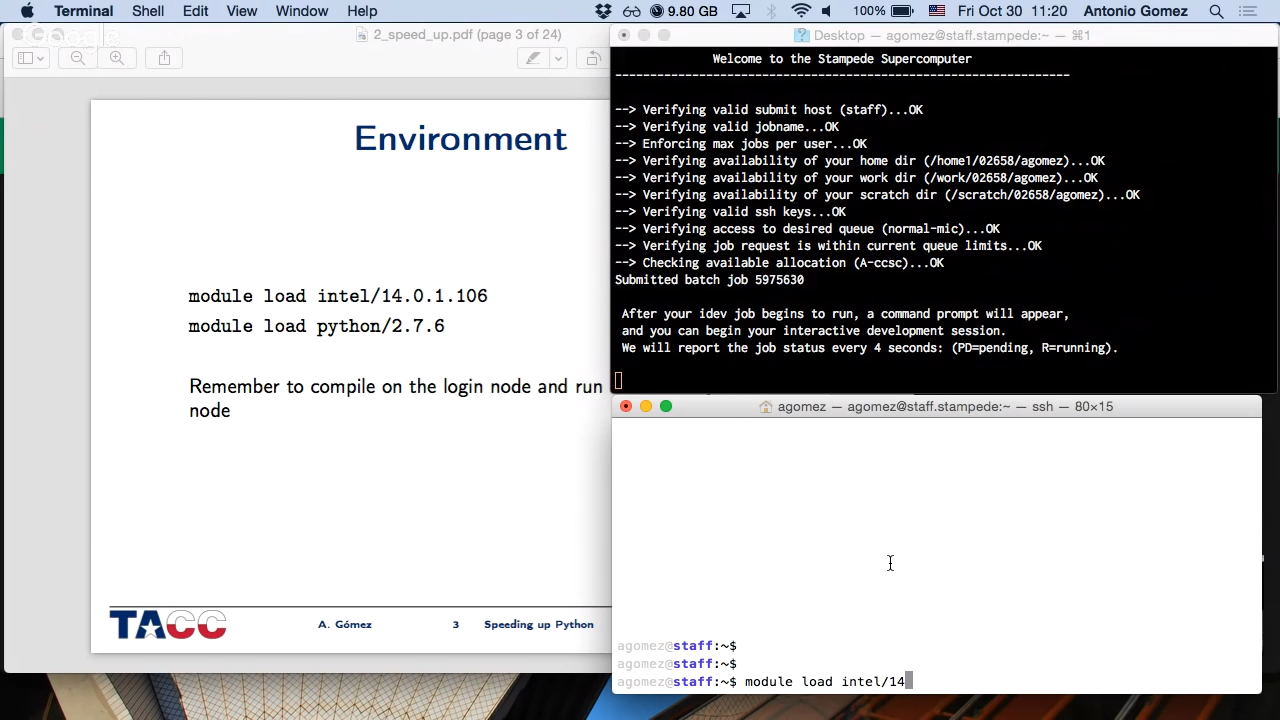 Terminal Shell Edit View Window Help 9.80 GB 100% Fri Oct 30 11:20 Antonio Gomez
Google
2_speed_up.pdf (page 3 of 24)
Environment
module load intel/14.0.1.106
module load python/2.7.6
Remember to compile on the login node and run
node
TACC A. Gómez 3 Speeding up Python
Desktop — agomez@staff.stampede:~ — ⌘1
Welcome to the Stampede Supercomputer
-----------------------------------------------------------------
--> Verifying valid submit host (staff)...OK
--> Verifying valid jobname...OK
--> Enforcing max jobs per user...OK
--> Verifying availability of your home dir (/home1/02658/agomez)...OK
--> Verifying availability of your work dir (/work/02658/agomez)...OK
--> Verifying availability of your scratch dir (/scratch/02658/agomez)...OK
--> Verifying valid ssh keys...OK
--> Verifying access to desired queue (normal-mic)...OK
--> Verifying job request is within current queue limits...OK
--> Checking available allocation (A-ccsc)...OK
Submitted batch job 5975630
After your idev job begins to run, a command prompt will appear,
and you can begin your interactive development session.
We will report the job status every 4 seconds: (PD=pending, R=running).
agomez — agomez@staff.stampede:~ — ssh — 80×15
agomez@staff:~$
agomez@staff:~$
agomez@staff:~$ module load intel/14